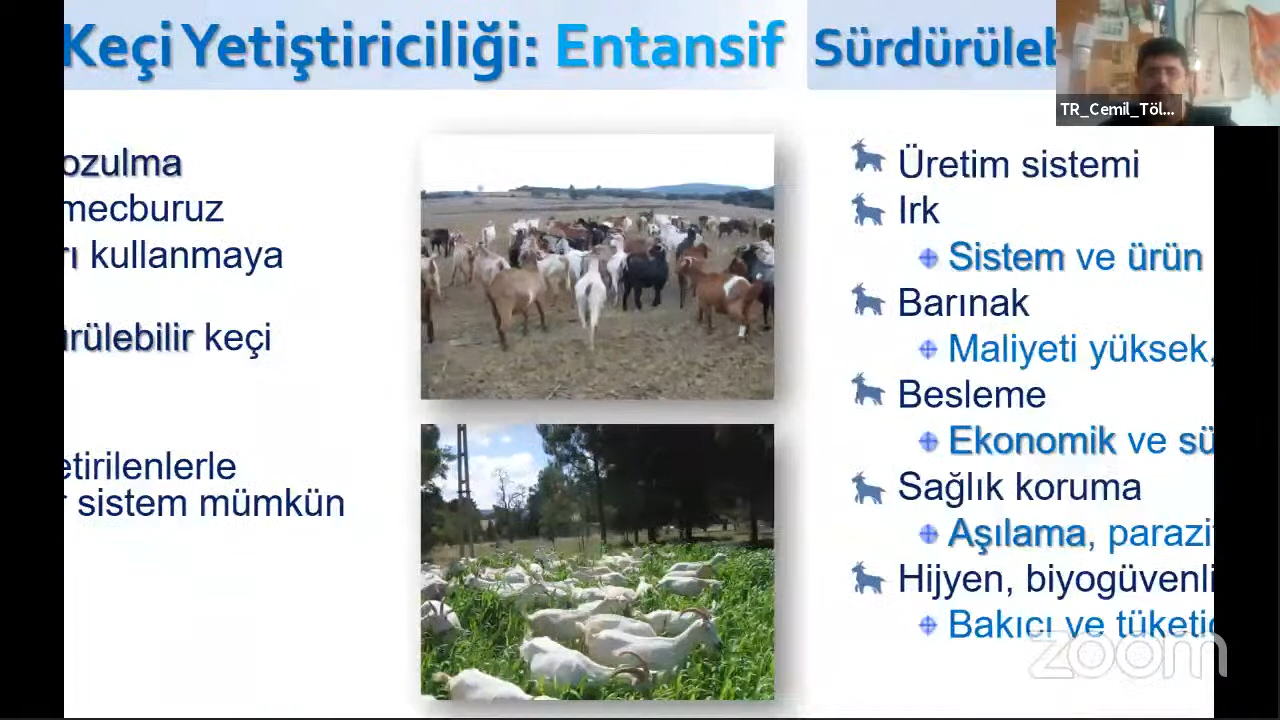 Keçi Yetiştiriciliği: Entansif
ozulma
mecburuz
rı kullanmaya
rülebilir keçi
etirilenlerle
r sistem mümkün
Sürdürüleb
TR_Cemil_Töl...
Üretim sistemi
Irk
Sistem ve ürün
Barınak
Maliyeti yüksek,
Besleme
Ekonomik ve sü
Sağlık koruma
Aşılama, parazi
Hijyen, biyogüvenli
Bakıcı ve tüketic
zoom